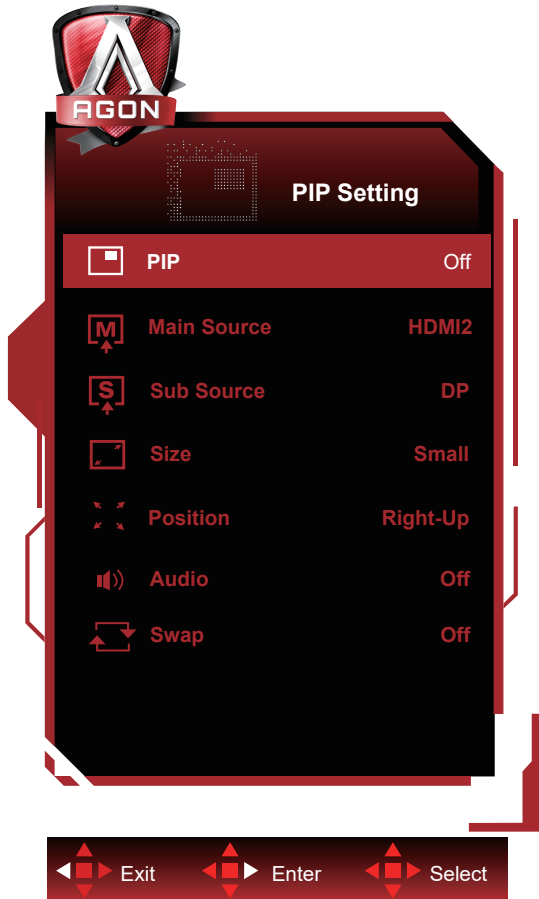 AGON
PIP Setting
PIP Off
M Main Source HDMI2
S Sub Source DP
Size Small
Position Right-Up
Audio Off
Swap Off
Exit Enter Select